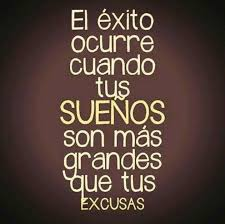 El éxito
ocurre
cuando
tus
SUEÑOS
son más
grandes
que tus
EXCUSAS